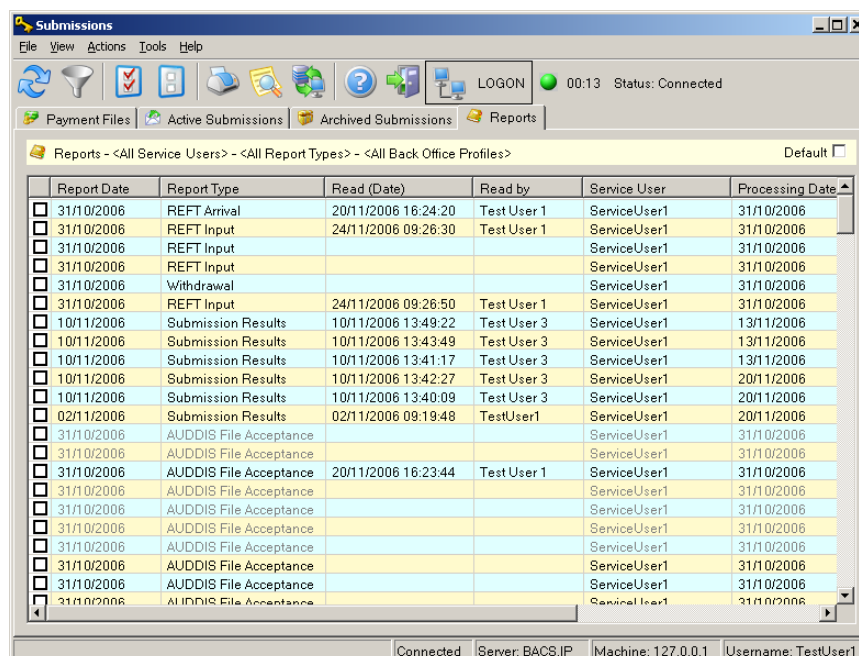 Submissions
File View Actions Tools Help
LOGON 00:13 Status: Connected
Payment Files Active Submissions Archived Submissions Reports
Reports - <All Service Users> - <All Report Types> - <All Back Office Profiles> Default
Report Date Report Type Read (Date) Read by Service User Processing Date
31/10/2006 REFT Arrival 20/11/2006 16:24:20 Test User 1 ServiceUser1 31/10/2006
31/10/2006 REFT Input 24/11/2006 09:26:30 Test User 1 ServiceUser1 31/10/2006
31/10/2006 REFT Input ServiceUser1 31/10/2006
31/10/2006 REFT Input ServiceUser1 31/10/2006
31/10/2006 Withdrawal ServiceUser1 31/10/2006
31/10/2006 REFT Input 24/11/2006 09:26:50 Test User 1 ServiceUser1 31/10/2006
10/11/2006 Submission Results 10/11/2006 13:49:22 Test User 3 ServiceUser1 13/11/2006
10/11/2006 Submission Results 10/11/2006 13:43:49 Test User 3 ServiceUser1 13/11/2006
10/11/2006 Submission Results 10/11/2006 13:41:17 Test User 3 ServiceUser1 13/11/2006
10/11/2006 Submission Results 10/11/2006 13:42:27 Test User 3 ServiceUser1 20/11/2006
10/11/2006 Submission Results 10/11/2006 13:40:09 Test User 3 ServiceUser1 20/11/2006
02/11/2006 Submission Results 02/11/2006 09:19:48 TestUser1 ServiceUser1 20/11/2006
31/10/2006 AUDDIS File Acceptance ServiceUser1 31/10/2006
31/10/2006 AUDDIS File Acceptance ServiceUser1 31/10/2006
31/10/2006 AUDDIS File Acceptance 20/11/2006 16:23:44 Test User 1 ServiceUser1 31/10/2006
31/10/2006 AUDDIS File Acceptance ServiceUser1 31/10/2006
31/10/2006 AUDDIS File Acceptance ServiceUser1 31/10/2006
31/10/2006 AUDDIS File Acceptance ServiceUser1 31/10/2006
31/10/2006 AUDDIS File Acceptance ServiceUser1 31/10/2006
31/10/2006 AUDDIS File Acceptance ServiceUser1 31/10/2006
31/10/2006 AUDDIS File Acceptance ServiceUser1 31/10/2006
31/10/2006 AUDDIS File Acceptance ServiceUser1 31/10/2006
Connected Server: BACS.IP Machine: 127.0.0.1 Username: TestUser1